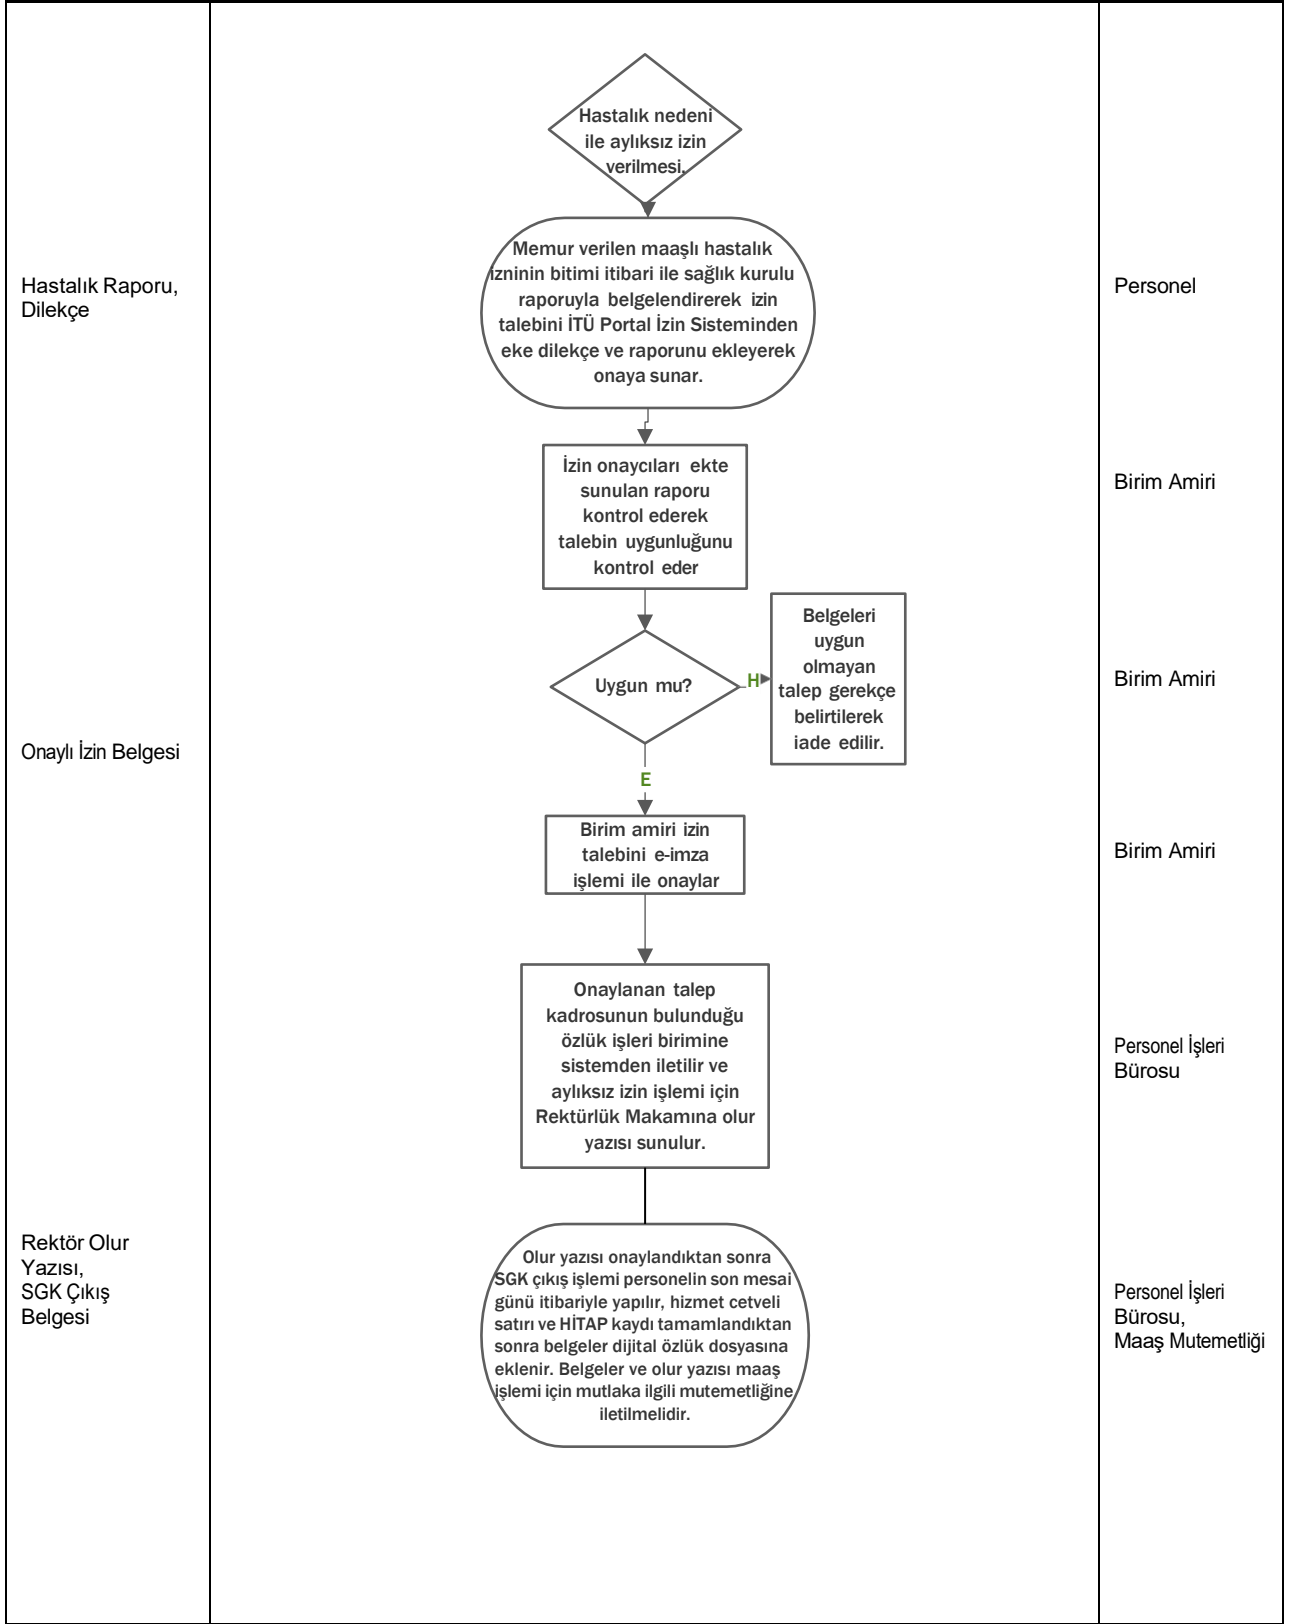 Hastalık nedeni
ile aylıksız izin
verilmesi.
Hastalık Raporu,
Dilekçe
Memur verilen maaşlı hastalık
izninin bitimi itibari ile sağlık kurulu
raporuyla belgelendirerek izin
talebini İTÜ Portal İzin Sisteminden
eke dilekçe ve raporunu ekleyerek
onaya sunar.
Personel
İzin onaycıları ekte
sunulan raporu
kontrol ederek
talebin uygunluğunu
kontrol eder
Birim Amiri
Uygun mu?
H
Belgeleri
uygun
olmayan
talep gerekçe
belirtilerek
iade edilir.
Birim Amiri
Onaylı İzin Belgesi
E
Birim amiri izin
talebini e-imza
işlemi ile onaylar
Birim Amiri
Onaylanan talep
kadrosunun bulunduğu
özlük işleri birimine
sistemden iletilir ve
aylıksız izin işlemi için
Rektürlük Makamına olur
yazısı sunulur.
Personel İşleri
Bürosu
Rektör Olur
Yazısı,
SGK Çıkış
Belgesi
Olur yazısı onaylandıktan sonra
SGK çıkış işlemi personelin son mesai
günü itibariyle yapılır, hizmet cetveli
satırı ve HİTAP kaydı tamamlandıktan
sonra belgeler dijital özlük dosyasına
eklenir. Belgeler ve olur yazısı maaş
işlemi için mutlaka ilgili mutemetliğine
iletilmelidir.
Personel İşleri
Bürosu,
Maaş Mutemetliği